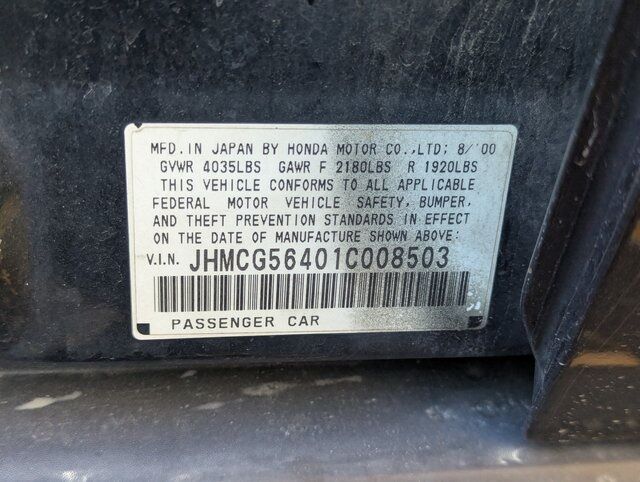 MFD. IN JAPAN BY HONDA MOTOR CO.,LTD; 8/'00
GVWR 4035LBS GAWR F 2180LBS R 1920LBS
THIS VEHICLE CONFORMS TO ALL APPLICABLE
FEDERAL MOTOR VEHICLE SAFETY, BUMPER,
AND THEFT PREVENTION STANDARDS IN EFFECT
ON THE DATE OF MANUFACTURE SHOWN ABOVE:
V.I.N. JHMCG56401C008503
PASSENGER CAR